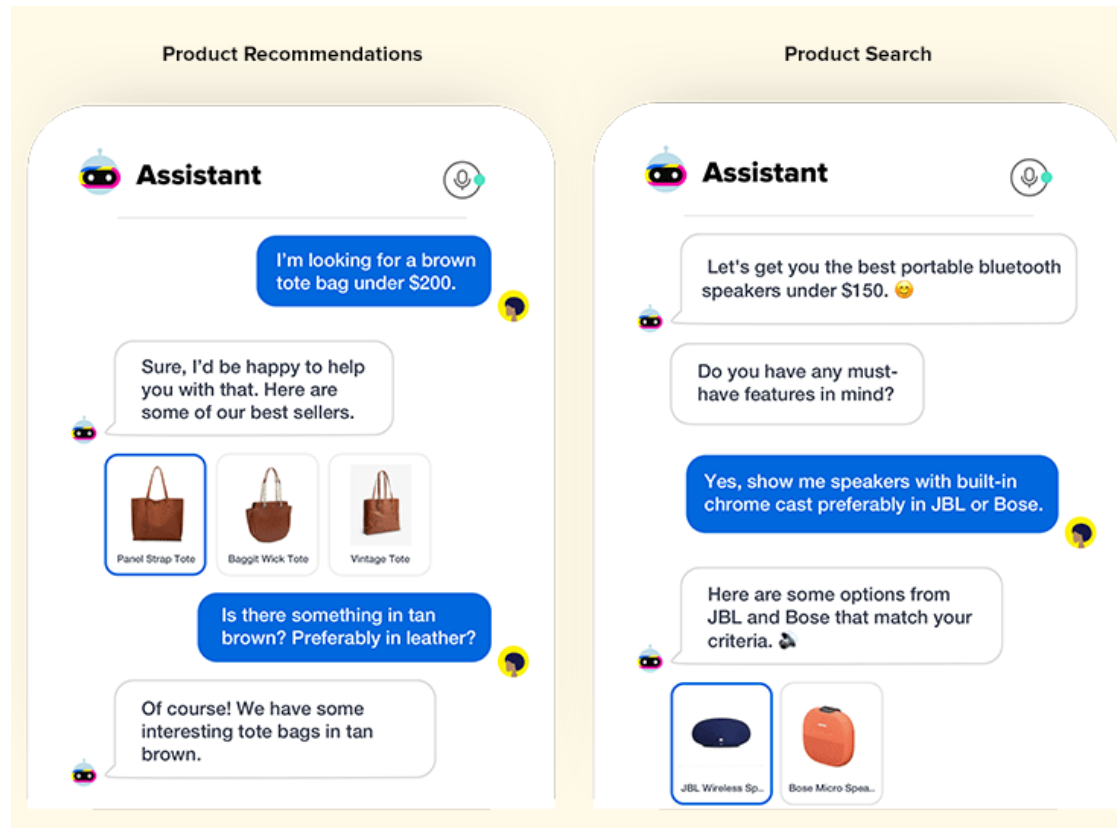 Product Recommendations
Assistant
I'm looking for a brown
tote bag under $200.
Sure, I'd be happy to help
you with that. Here are
some of our best sellers.
Panel Strap Tote
Baggit Wick Tote
Vintage Tote
Is there something in tan
brown? Preferably in leather?
Of course! We have some
interesting tote bags in tan
brown.
Product Search
Assistant
Let's get you the best portable bluetooth
speakers under $150. 😊
Do you have any must-
have features in mind?
Yes, show me speakers with built-in
chrome cast preferably in JBL or Bose.
Here are some options from
JBL and Bose that match your
criteria. 🔊
JBL Wireless Sp...
Bose Micro Spea...